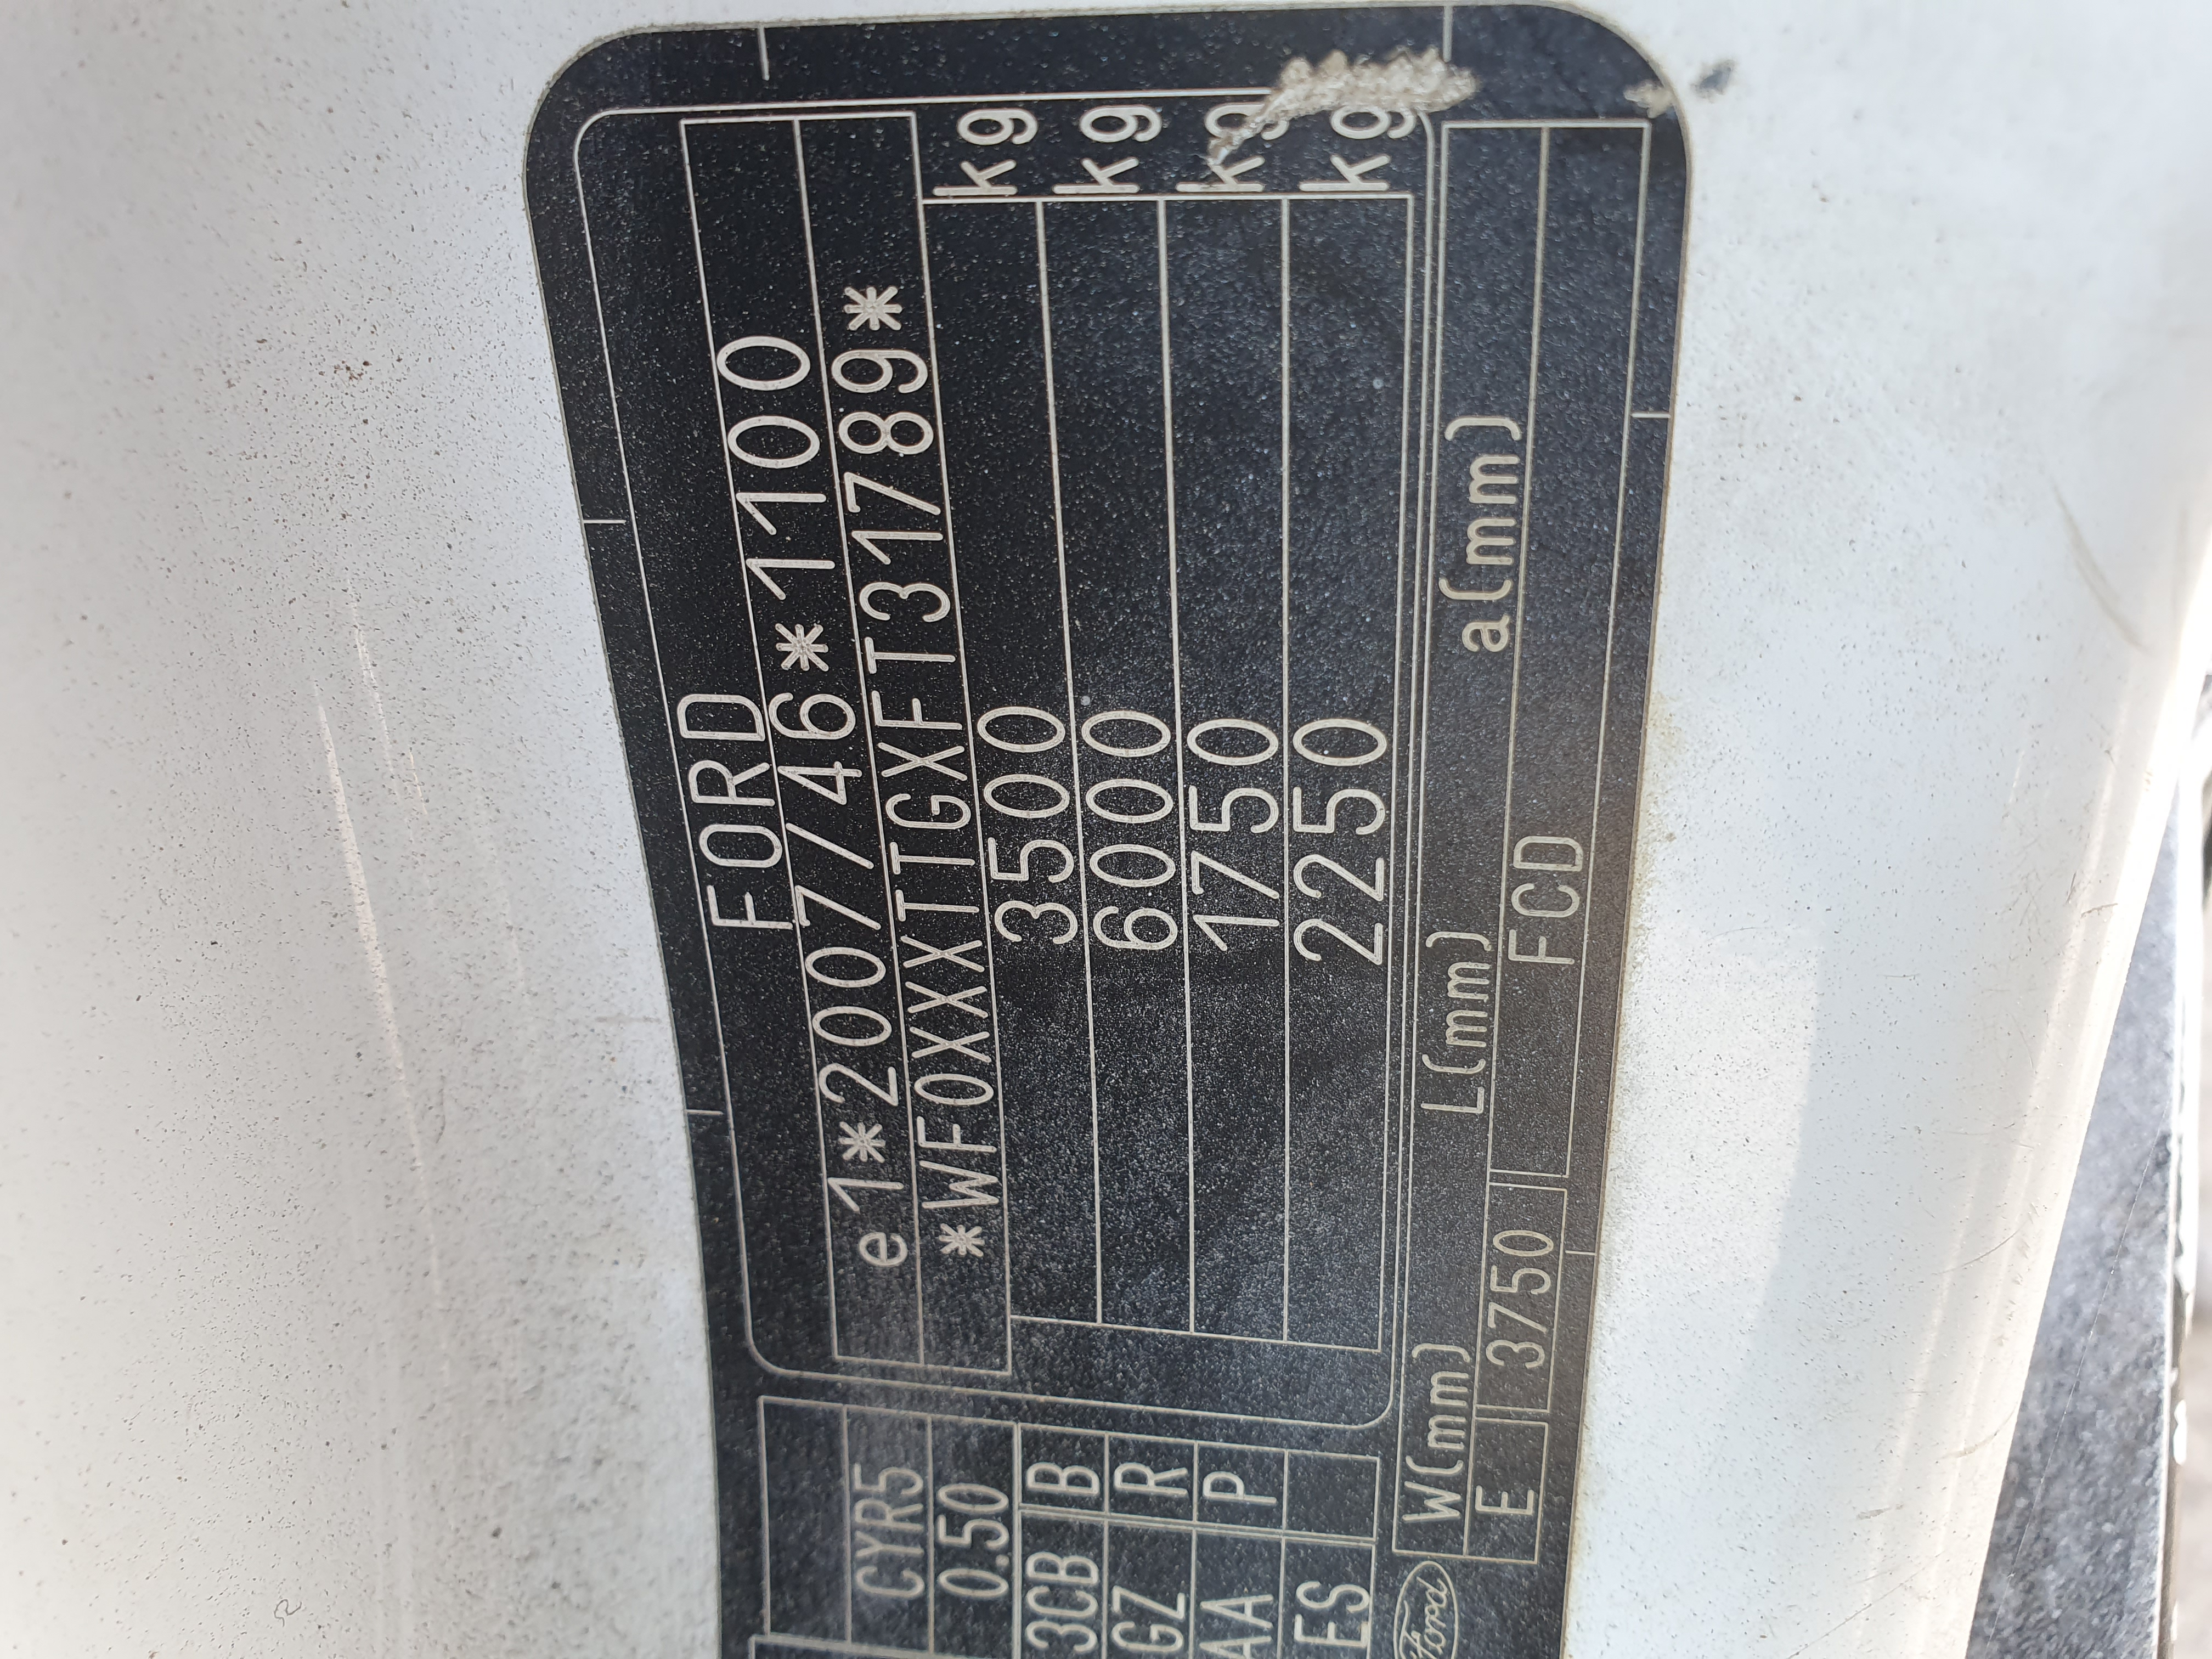 FORD
e1*2007/46*1100
*WF0XXXTTGXFT31789*
3500 kg
6000 kg
1750 kg
2250 kg
CYR5
0.50
3CB B
GZ R
AA P
ES
Ford
W(mm) L(mm) a(mm)
E 3750 FCD